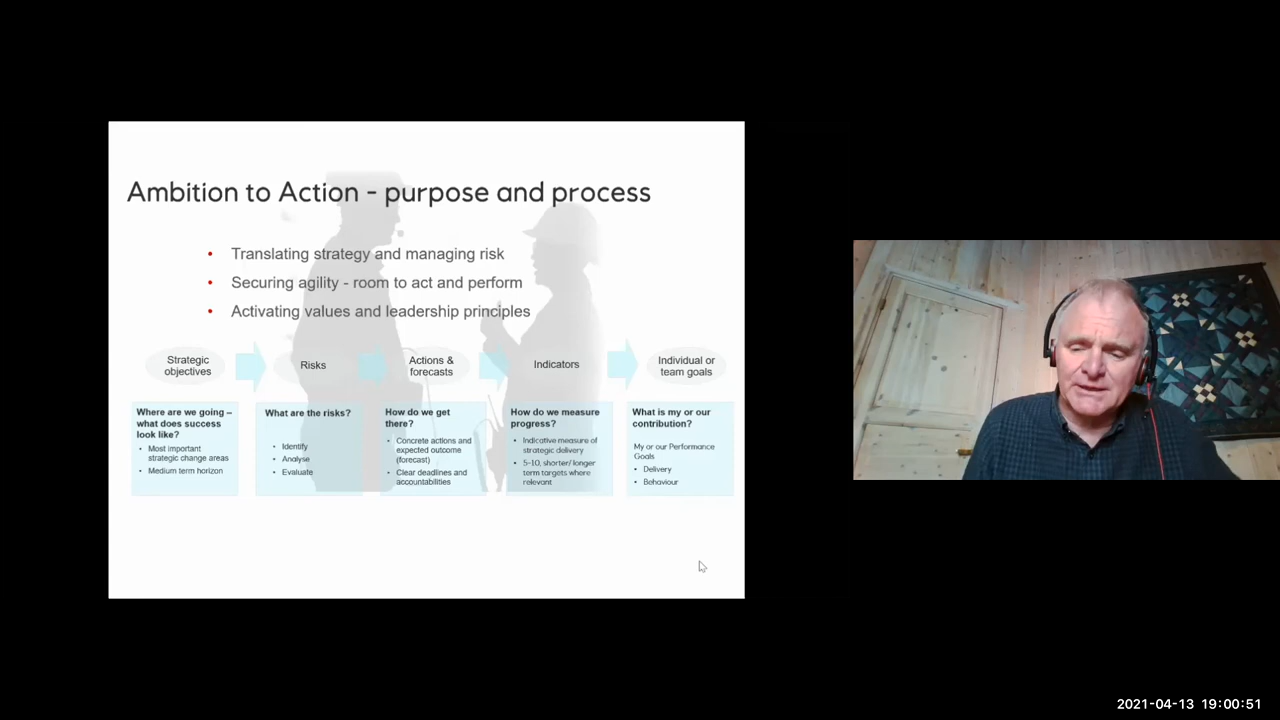 Ambition to Action - purpose and process
• Translating strategy and managing risk
• Securing agility - room to act and perform
• Activating values and leadership principles
Strategic
objectives
Risks
Actions &
forecasts
Indicators
Individual or
team goals
Where are we going –
what does success
look like?
• Most important
strategic change areas
• Medium term horizon
What are the risks?
• Identify
• Analyse
• Evaluate
How do we get
there?
• Concrete actions and
expected outcome
(forecast)
• Clear deadlines and
accountabilities
How do we measure
progress?
• Indicative measure of
strategic delivery
• 5-10, shorter/ longer
term targets where
relevant
What is my or our
contribution?
My or our Performance
Goals
• Delivery
• Behaviour
2021-04-13 19:00:51